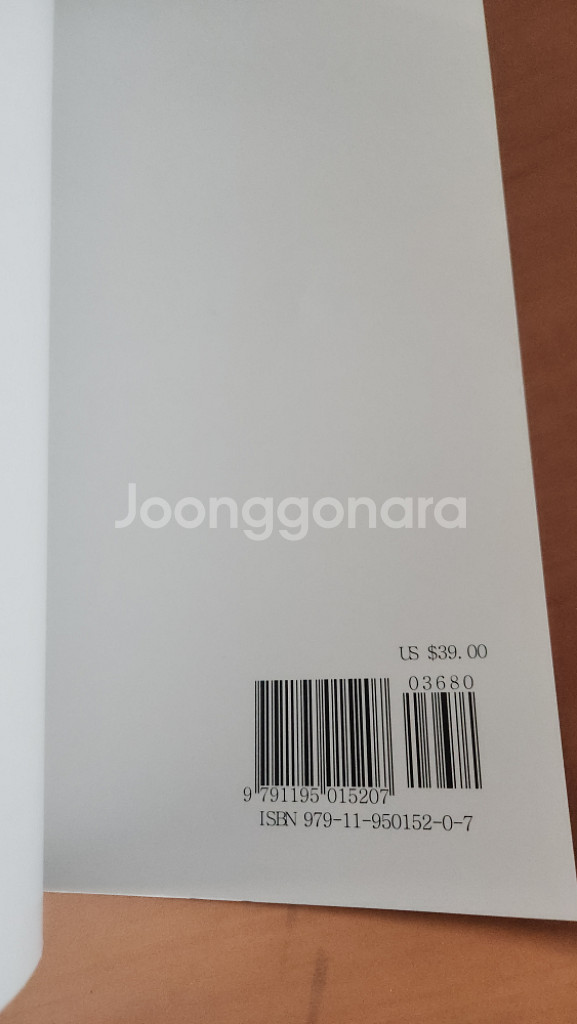 Joonggonara
US $39.00
03680
9 791195 015207
ISBN 979-11-950152-0-7